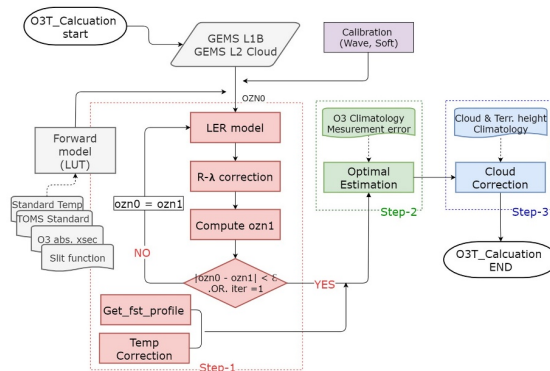 O3T_Calcuation
start
GEMS L1B
GEMS L2 Cloud
Calibration
(Wave, Soft)
OZN0
Forward
model
(LUT)
LER model
O3 Climatology
Mesurement error
Cloud & Terr. height
Climatology
R-λ correction
Optimal
Estimation
Cloud
Correction
Standard Temp
TOMS Standard
O3 abs. xsec
Slit function
ozn0 = ozn1
Compute ozn1
Step-2
Step-3
NO
|ozn0 - ozn1| < ε
.OR. iter =1
YES
O3T_Calcuation
END
Get_fst_profile
Temp
Correction
Step-1